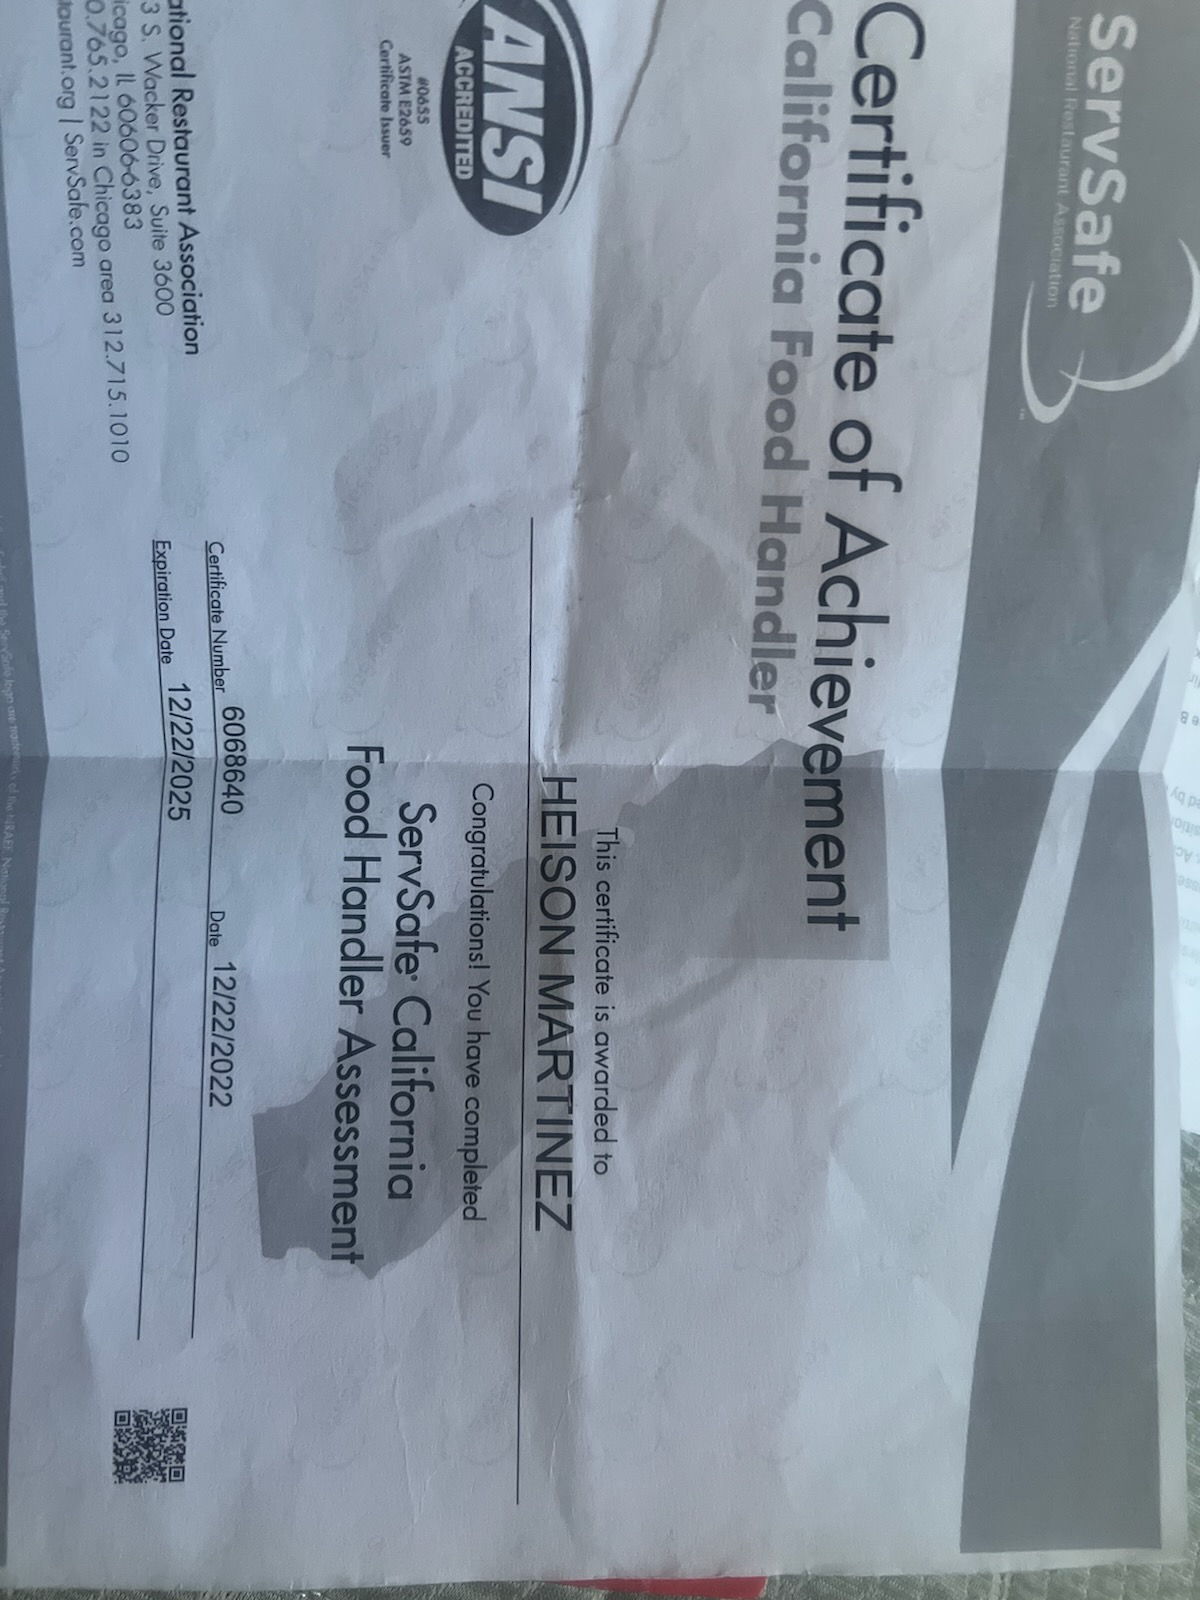 ServSafe
National Restaurant Association
™
Certificate of Achievement
California Food Handler
This certificate is awarded to
HEISON MARTINEZ
Congratulations! You have completed
ServSafe® California
Food Handler Assessment
ANSI
ACCREDITED
#0655
ASTM E2659
Certificate Issuer
Certificate Number 6068640 Date 12/22/2022
Expiration Date 12/22/2025
ational Restaurant Association
3 S. Wacker Drive, Suite 3600
icago, IL 60606-6383
0.765.2122 in Chicago area 312.715.1010
taurant.org | ServSafe.com